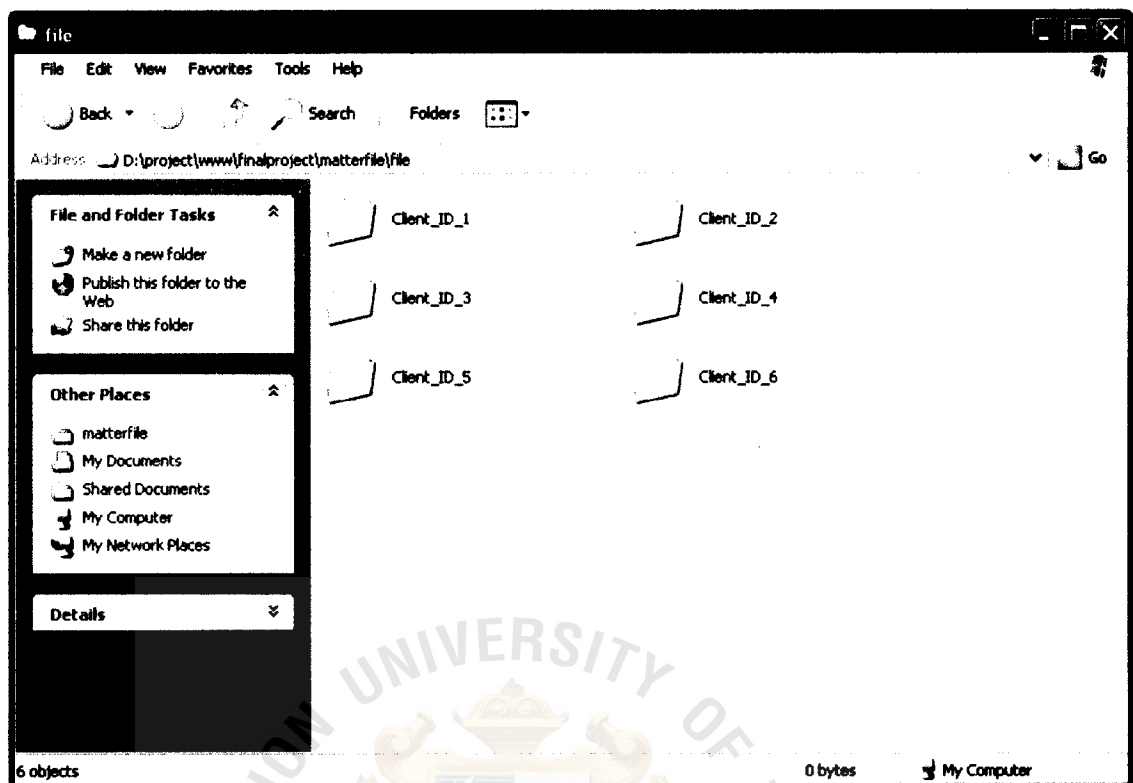 file
File Edit View Favorites Tools Help
Back Search Folders
Address D:\project\www\finalproject\matterfile\file Go
File and Folder Tasks
Make a new folder
Publish this folder to the
Web
Share this folder
Other Places
matterfile
My Documents
Shared Documents
My Computer
My Network Places
Details
Client_ID_1 Client_ID_2
Client_ID_3 Client_ID_4
Client_ID_5 Client_ID_6
UNIVERSITY OF
6 objects 0 bytes My Computer